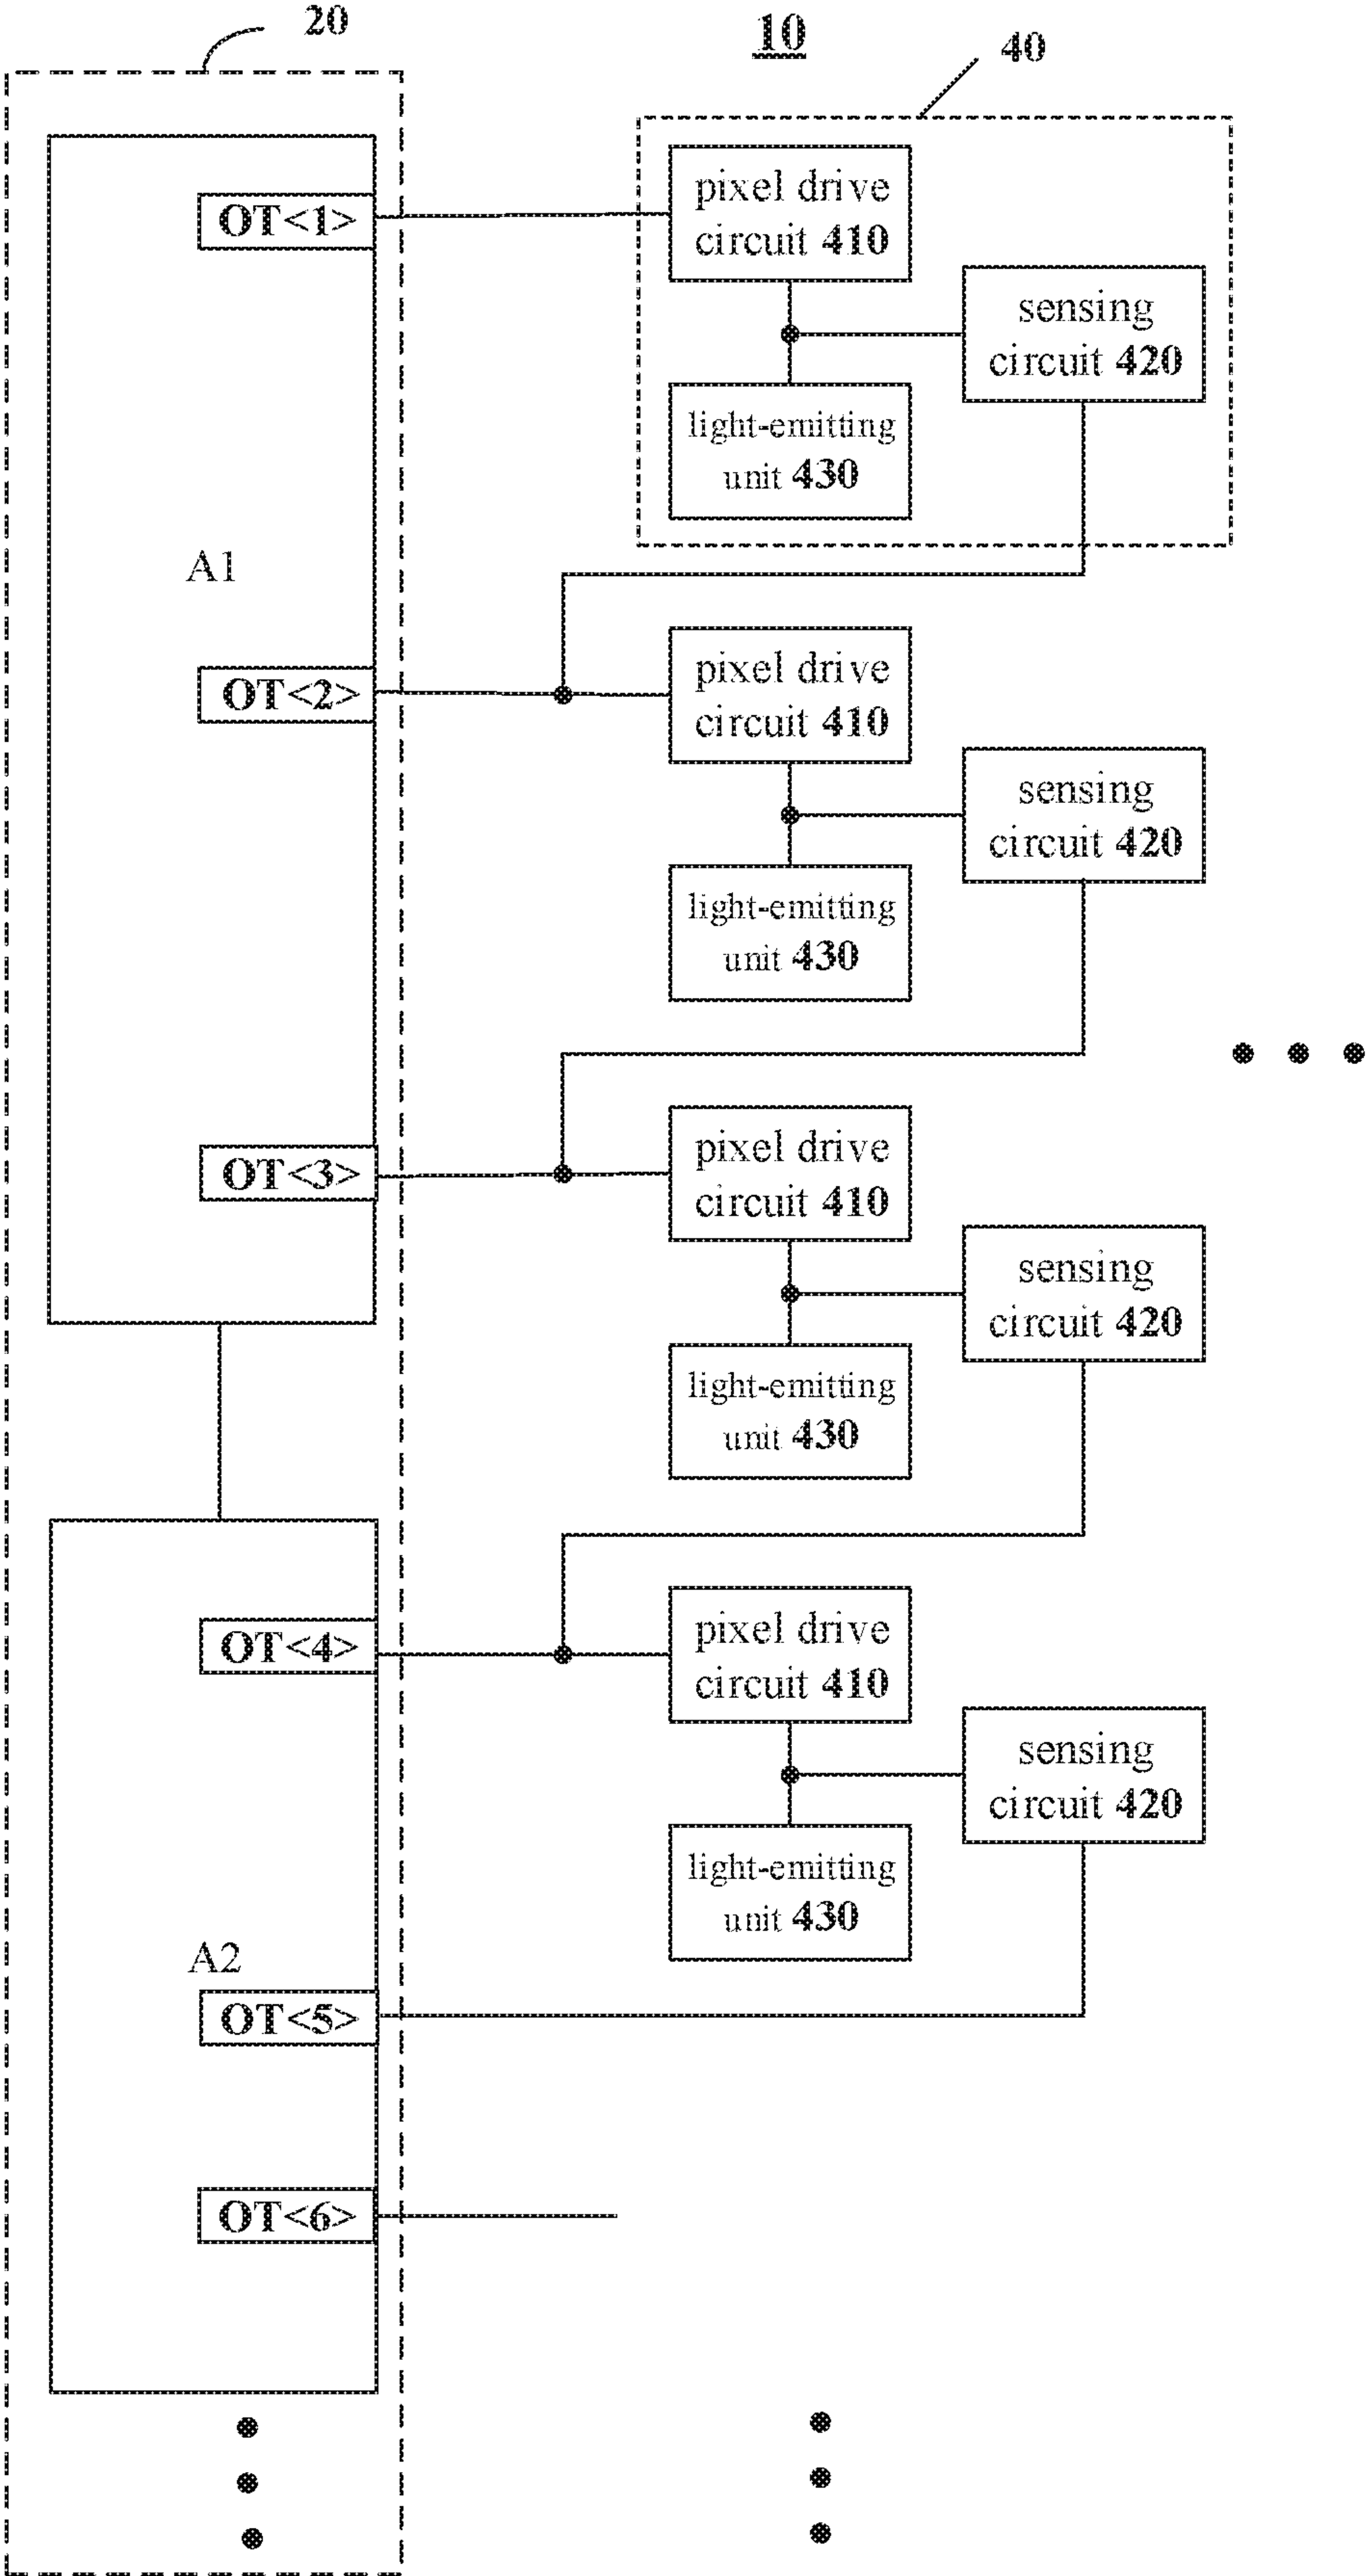 20
10
40
OT<1>
pixel drive
circuit 410
sensing
circuit 420
light-emitting
unit 430
A1
OT<2>
pixel drive
circuit 410
sensing
circuit 420
light-emitting
unit 430
OT<3>
pixel drive
circuit 410
sensing
circuit 420
light-emitting
unit 430
OT<4>
pixel drive
circuit 410
sensing
circuit 420
light-emitting
unit 430
A2
OT<5>
OT<6>